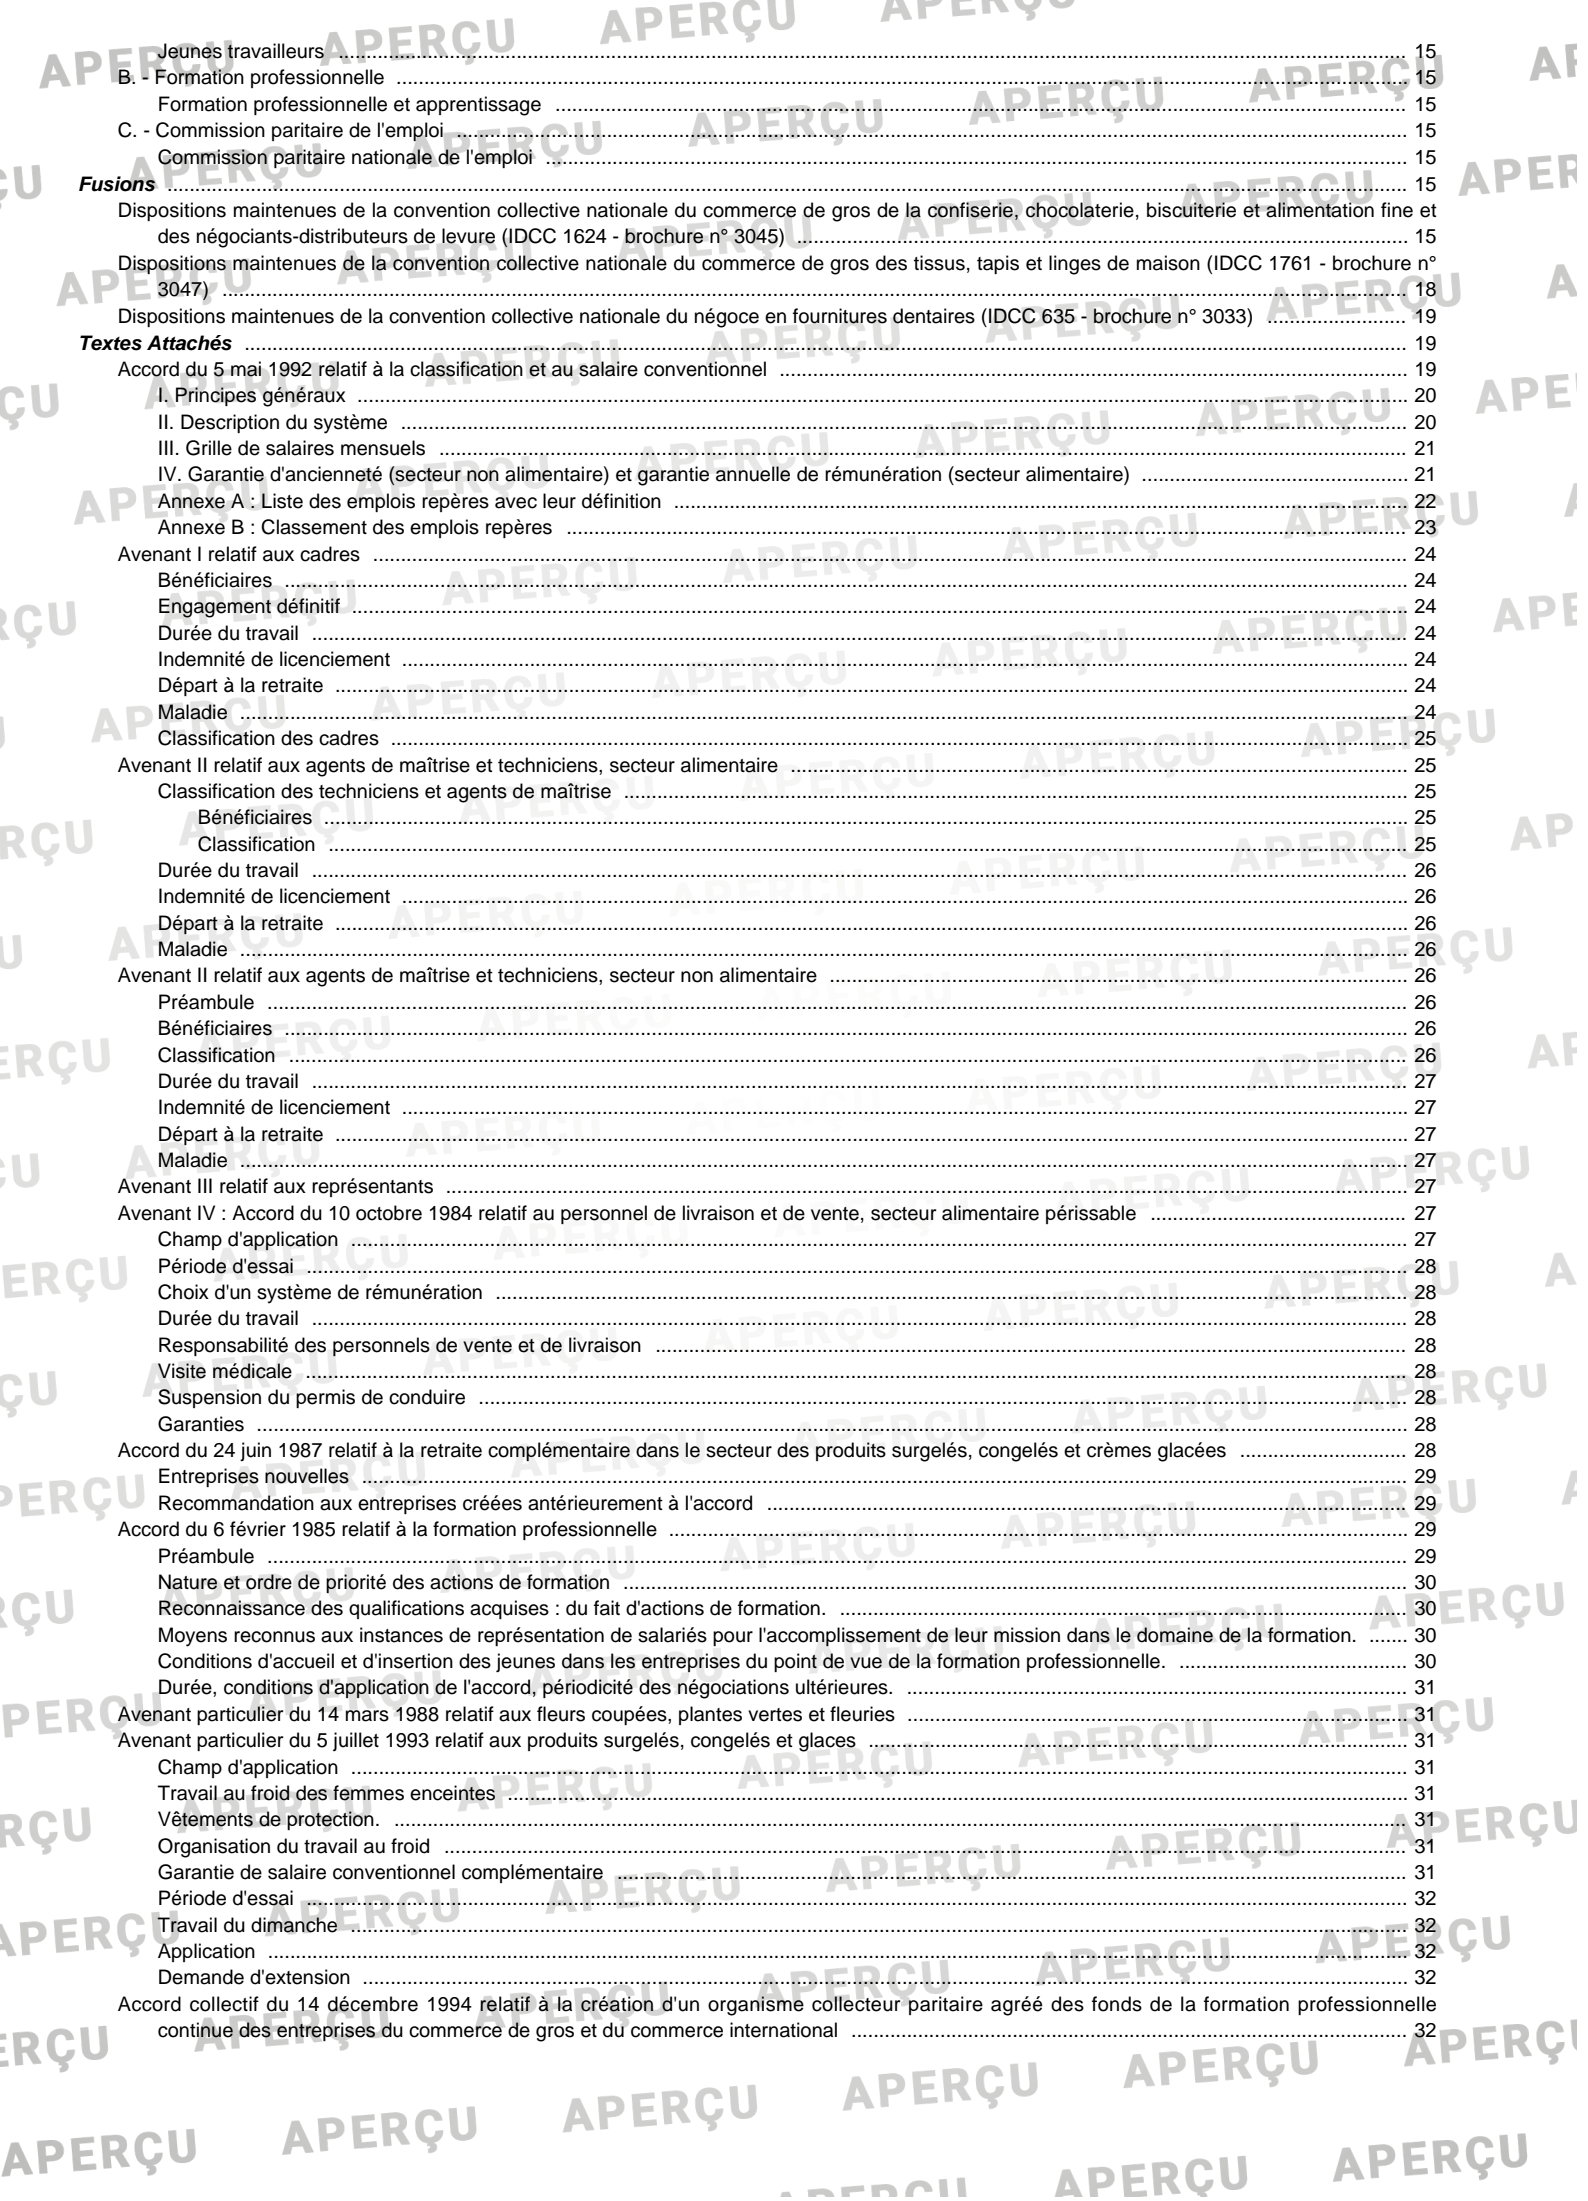 Jeunes travailleurs ........ 15
B. - Formation professionnelle ........ 15
Formation professionnelle et apprentissage ........ 15
C. - Commission paritaire de l'emploi ........ 15
Commission paritaire nationale de l'emploi ........ 15
Fusions ........ 15
Dispositions maintenues de la convention collective nationale du commerce de gros de la confiserie, chocolaterie, biscuiterie et alimentation fine et
des négociants-distributeurs de levure (IDCC 1624 - brochure n° 3045) ........ 15
Dispositions maintenues de la convention collective nationale du commerce de gros des tissus, tapis et linges de maison (IDCC 1761 - brochure n°
3047) ........ 18
Dispositions maintenues de la convention collective nationale du négoce en fournitures dentaires (IDCC 635 - brochure n° 3033) ........ 19
Textes Attachés ........ 19
Accord du 5 mai 1992 relatif à la classification et au salaire conventionnel ........ 19
I. Principes généraux ........ 20
II. Description du système ........ 20
III. Grille de salaires mensuels ........ 21
IV. Garantie d'ancienneté (secteur non alimentaire) et garantie annuelle de rémunération (secteur alimentaire) ........ 21
Annexe A : Liste des emplois repères avec leur définition ........ 22
Annexe B : Classement des emplois repères ........ 23
Avenant I relatif aux cadres ........ 24
Bénéficiaires ........ 24
Engagement définitif ........ 24
Durée du travail ........ 24
Indemnité de licenciement ........ 24
Départ à la retraite ........ 24
Maladie ........ 24
Classification des cadres ........ 25
Avenant II relatif aux agents de maîtrise et techniciens, secteur alimentaire ........ 25
Classification des techniciens et agents de maîtrise ........ 25
Bénéficiaires ........ 25
Classification ........ 25
Durée du travail ........ 26
Indemnité de licenciement ........ 26
Départ à la retraite ........ 26
Maladie ........ 26
Avenant II relatif aux agents de maîtrise et techniciens, secteur non alimentaire ........ 26
Préambule ........ 26
Bénéficiaires ........ 26
Classification ........ 26
Durée du travail ........ 27
Indemnité de licenciement ........ 27
Départ à la retraite ........ 27
Maladie ........ 27
Avenant III relatif aux représentants ........ 27
Avenant IV : Accord du 10 octobre 1984 relatif au personnel de livraison et de vente, secteur alimentaire périssable ........ 27
Champ d'application ........ 27
Période d'essai ........ 28
Choix d'un système de rémunération ........ 28
Durée du travail ........ 28
Responsabilité des personnels de vente et de livraison ........ 28
Visite médicale ........ 28
Suspension du permis de conduire ........ 28
Garanties ........ 28
Accord du 24 juin 1987 relatif à la retraite complémentaire dans le secteur des produits surgelés, congelés et crèmes glacées ........ 28
Entreprises nouvelles ........ 29
Recommandation aux entreprises créées antérieurement à l'accord ........ 29
Accord du 6 février 1985 relatif à la formation professionnelle ........ 29
Préambule ........ 29
Nature et ordre de priorité des actions de formation ........ 30
Reconnaissance des qualifications acquises : du fait d'actions de formation. ........ 30
Moyens reconnus aux instances de représentation de salariés pour l'accomplissement de leur mission dans le domaine de la formation. ....... 30
Conditions d'accueil et d'insertion des jeunes dans les entreprises du point de vue de la formation professionnelle. ........ 30
Durée, conditions d'application de l'accord, périodicité des négociations ultérieures. ........ 31
Avenant particulier du 14 mars 1988 relatif aux fleurs coupées, plantes vertes et fleuries ........ 31
Avenant particulier du 5 juillet 1993 relatif aux produits surgelés, congelés et glaces ........ 31
Champ d'application ........ 31
Travail au froid des femmes enceintes ........ 31
Vêtements de protection. ........ 31
Organisation du travail au froid ........ 31
Garantie de salaire conventionnel complémentaire ........ 31
Période d'essai ........ 32
Travail du dimanche ........ 32
Application ........ 32
Demande d'extension ........ 32
Accord collectif du 14 décembre 1994 relatif à la création d'un organisme collecteur paritaire agréé des fonds de la formation professionnelle
continue des entreprises du commerce de gros et du commerce international ........ 32
APERÇU